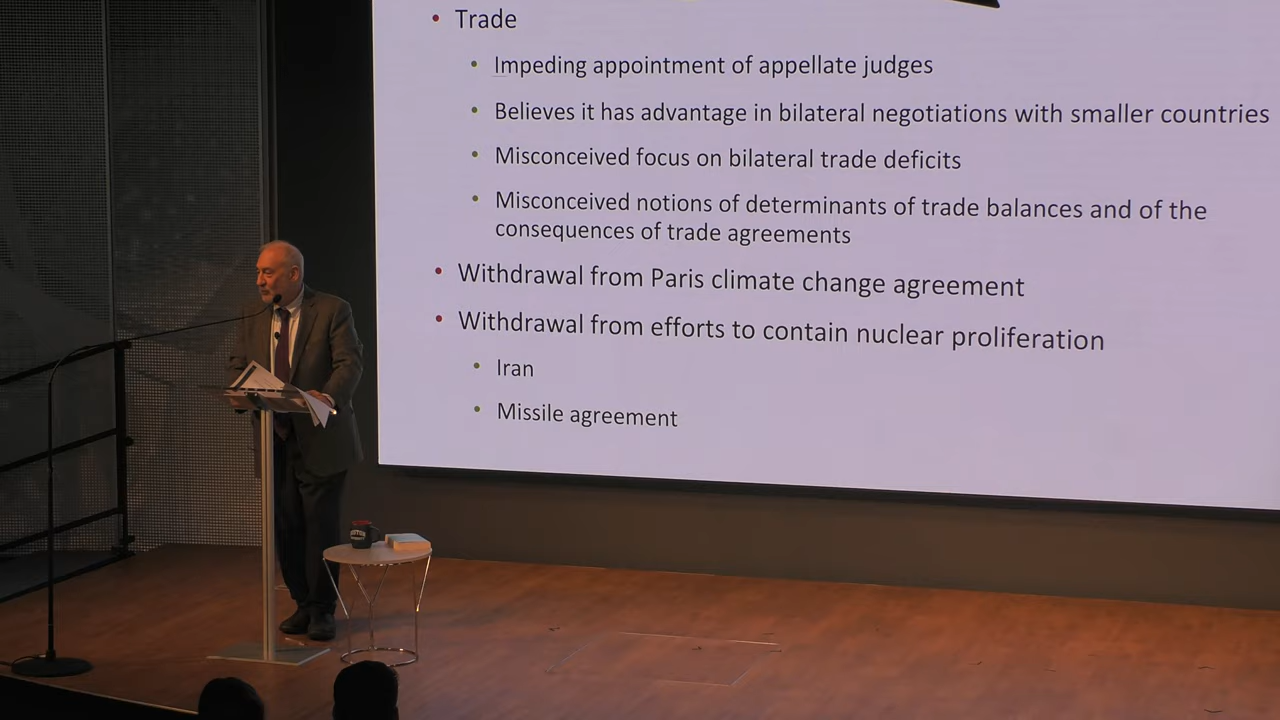 Trade
Impeding appointment of appellate judges
Believes it has advantage in bilateral negotiations with smaller countries
Misconceived focus on bilateral trade deficits
Misconceived notions of determinants of trade balances and of the
consequences of trade agreements
Withdrawal from Paris climate change agreement
Withdrawal from efforts to contain nuclear proliferation
Iran
Missile agreement